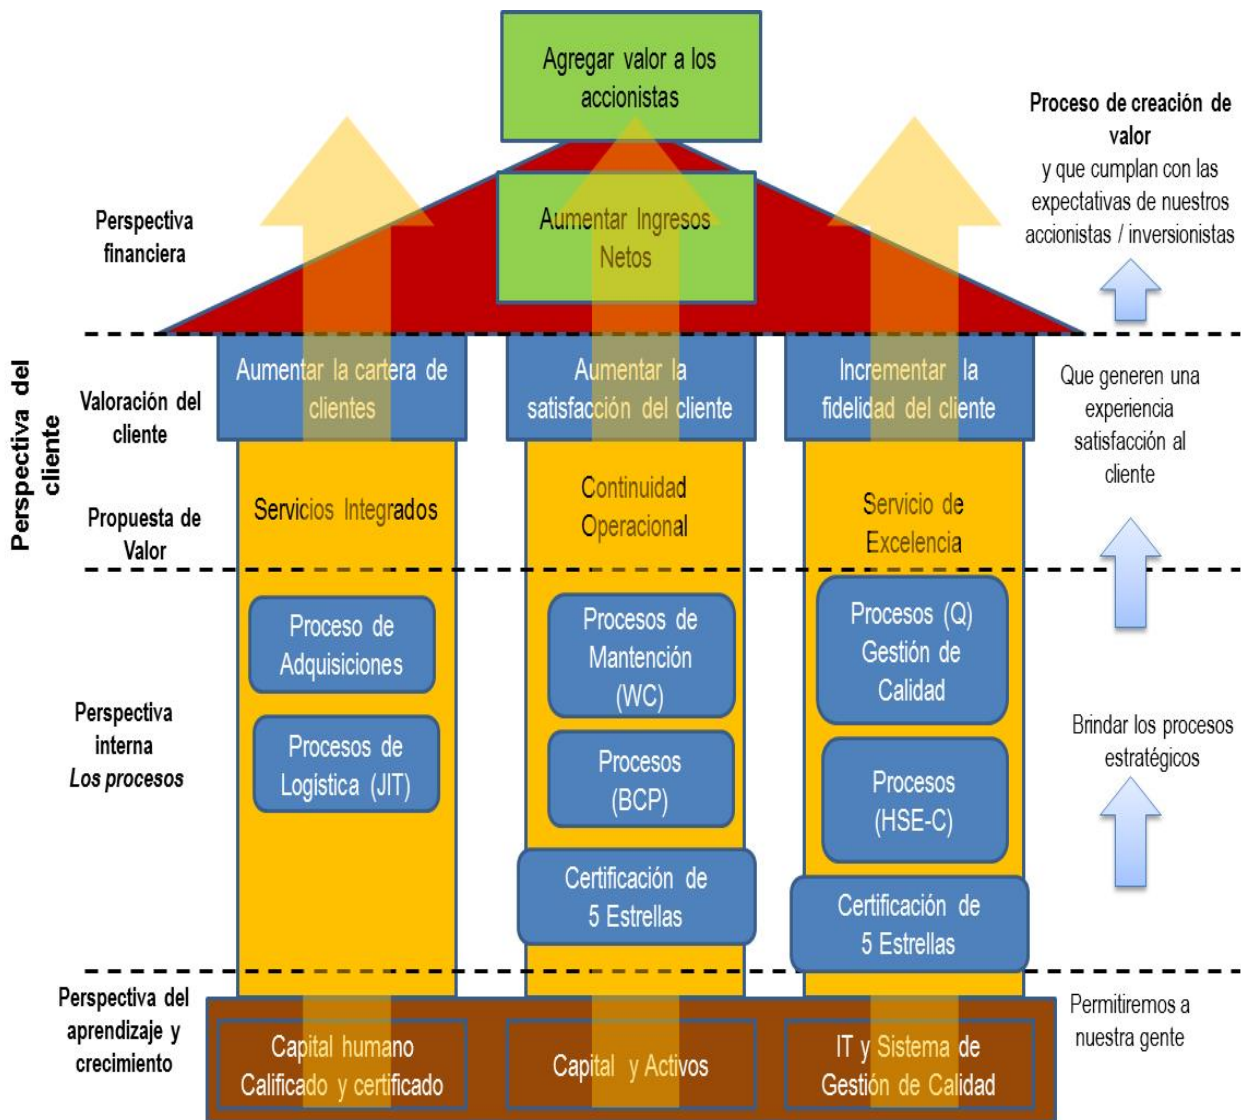 Agregar valor a los
accionistas
Proceso de creación de
valor
y que cumplan con las
expectativas de nuestros
accionistas / inversionistas
Perspectiva
financiera
Aumentar Ingresos
Netos
Perspectiva del
cliente
Valoración del
cliente
Aumentar la cartera de
clientes
Aumentar la
satisfacción del cliente
Incrementar la
fidelidad del cliente
Que generen una
experiencia
satisfacción al
cliente
Propuesta de
Valor
Servicios Integrados
Continuidad
Operacional
Servicio de
Excelencia
Perspectiva
interna
Los procesos
Proceso de
Adquisiciones
Procesos de
Logística (JIT)
Procesos de
Mantención
(WC)
Procesos
(BCP)
Certificación de
5 Estrellas
Procesos (Q)
Gestión de
Calidad
Procesos
(HSE-C)
Certificación de
5 Estrellas
Brindar los procesos
estratégicos
Perspectiva del
aprendizaje y
crecimiento
Capital humano
Calificado y certificado
Capital y Activos
IT y Sistema de
Gestión de Calidad
Permitiremos a
nuestra gente